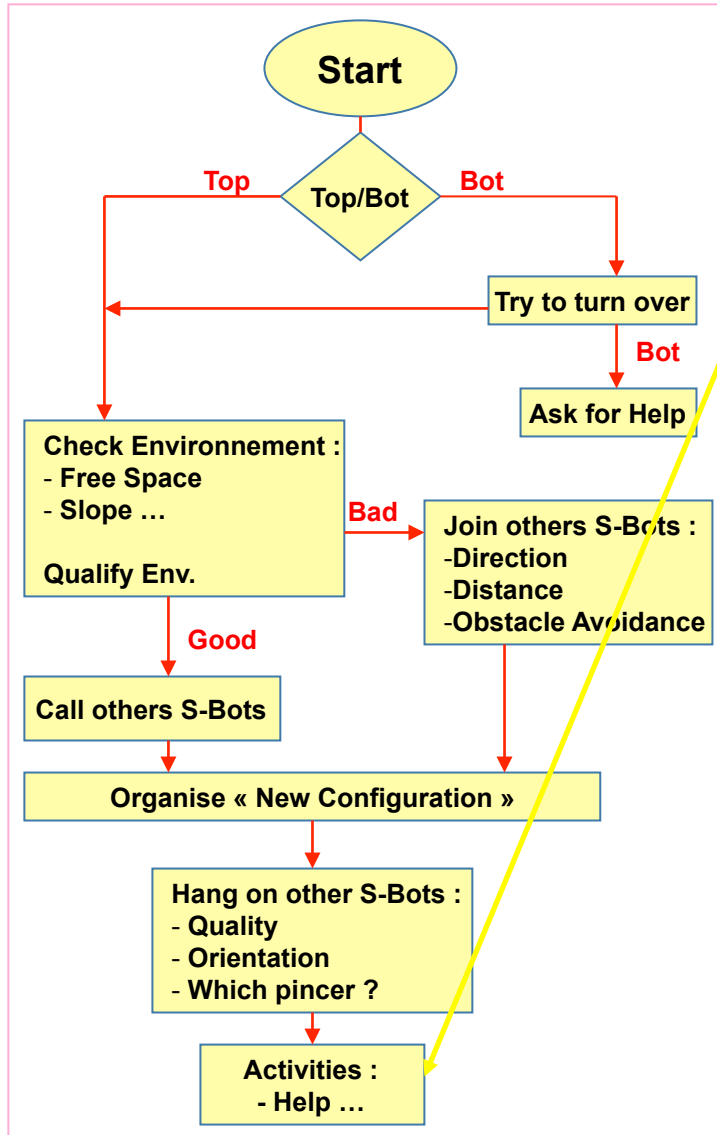 Start
Top
Top/Bot
Bot
Try to turn over
Bot
Ask for Help
Check Environnement :
- Free Space
- Slope …
Qualify Env.
Bad
Join others S-Bots :
-Direction
-Distance
-Obstacle Avoidance
Good
Call others S-Bots
Organise « New Configuration »
Hang on other S-Bots :
- Quality
- Orientation
- Which pincer ?
Activities :
- Help …